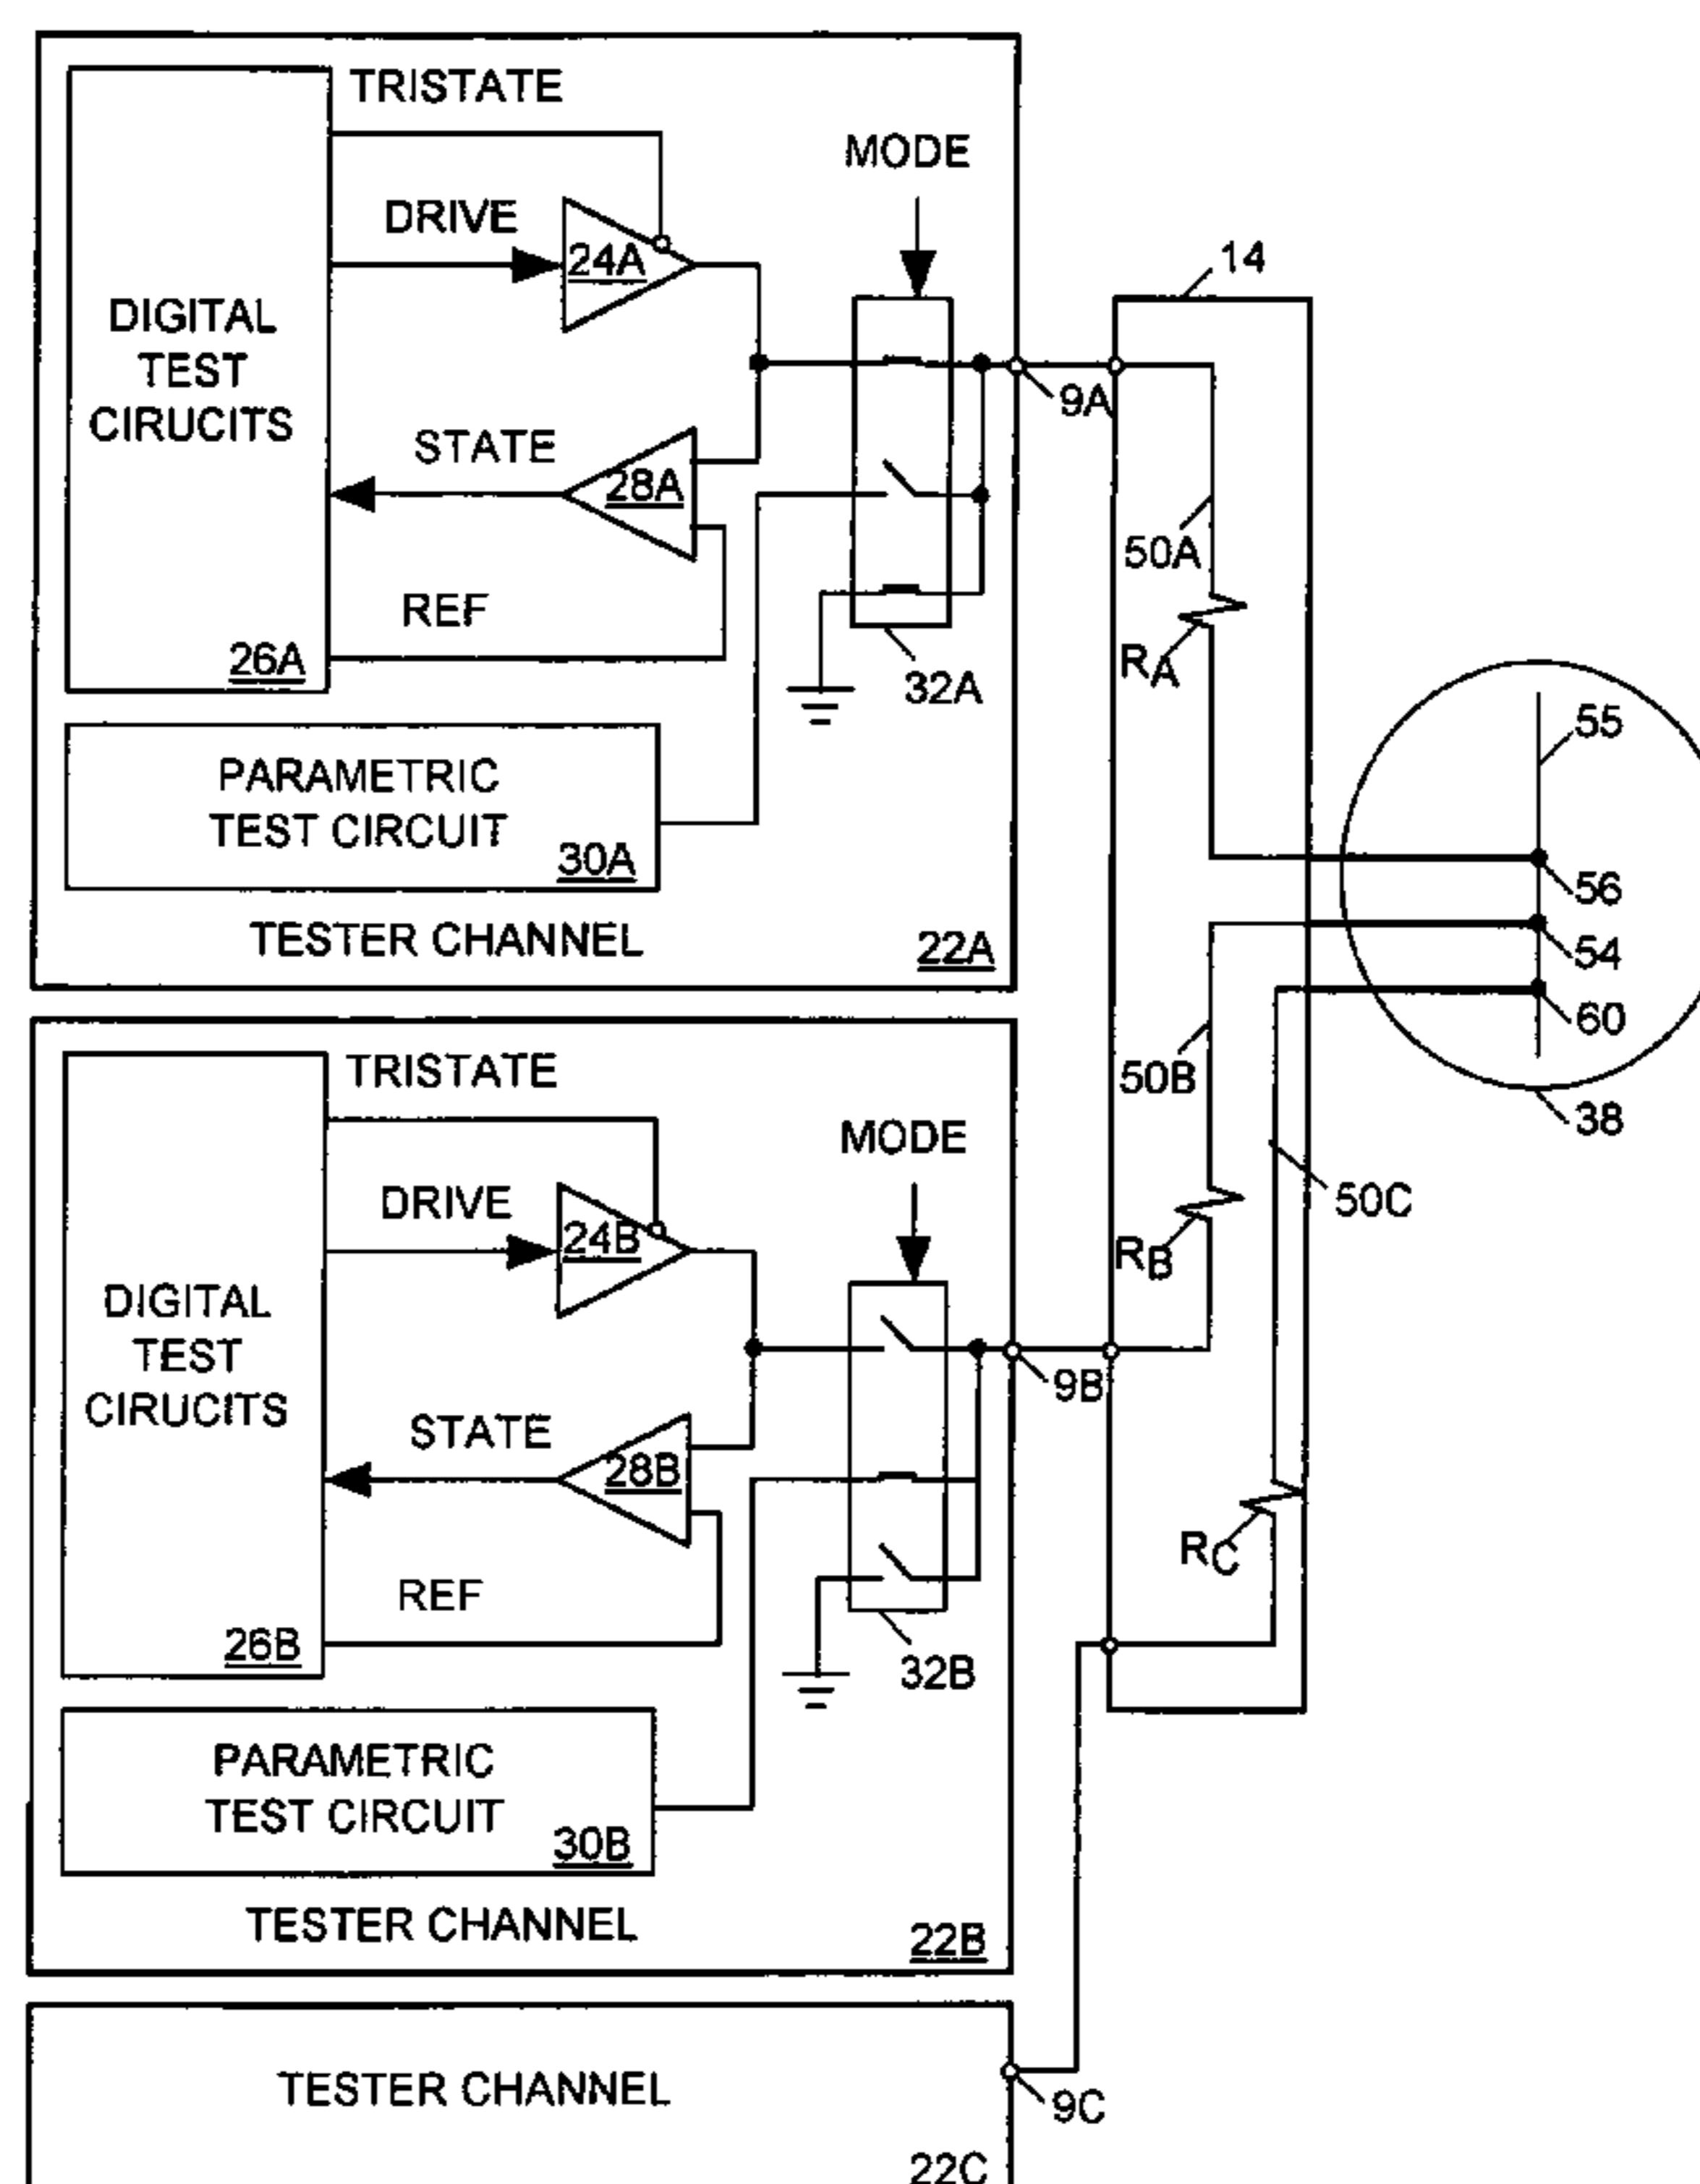 TRISTATE
MODE
DRIVE
24A
14
DIGITAL
TEST
CIRUCITS
9A
STATE
28A
50A
REF
26A
32A
RA
55
PARAMETRIC
TEST CIRCUIT
30A
56
TESTER CHANNEL
22A
54
60
TRISTATE
50B
38
MODE
DRIVE
24B
50C
RB
DIGITAL
TEST
CIRUCITS
9B
STATE
28B
RC
REF
26B
32B
PARAMETRIC
TEST CIRCUIT
30B
TESTER CHANNEL
22B
TESTER CHANNEL
9C
22C